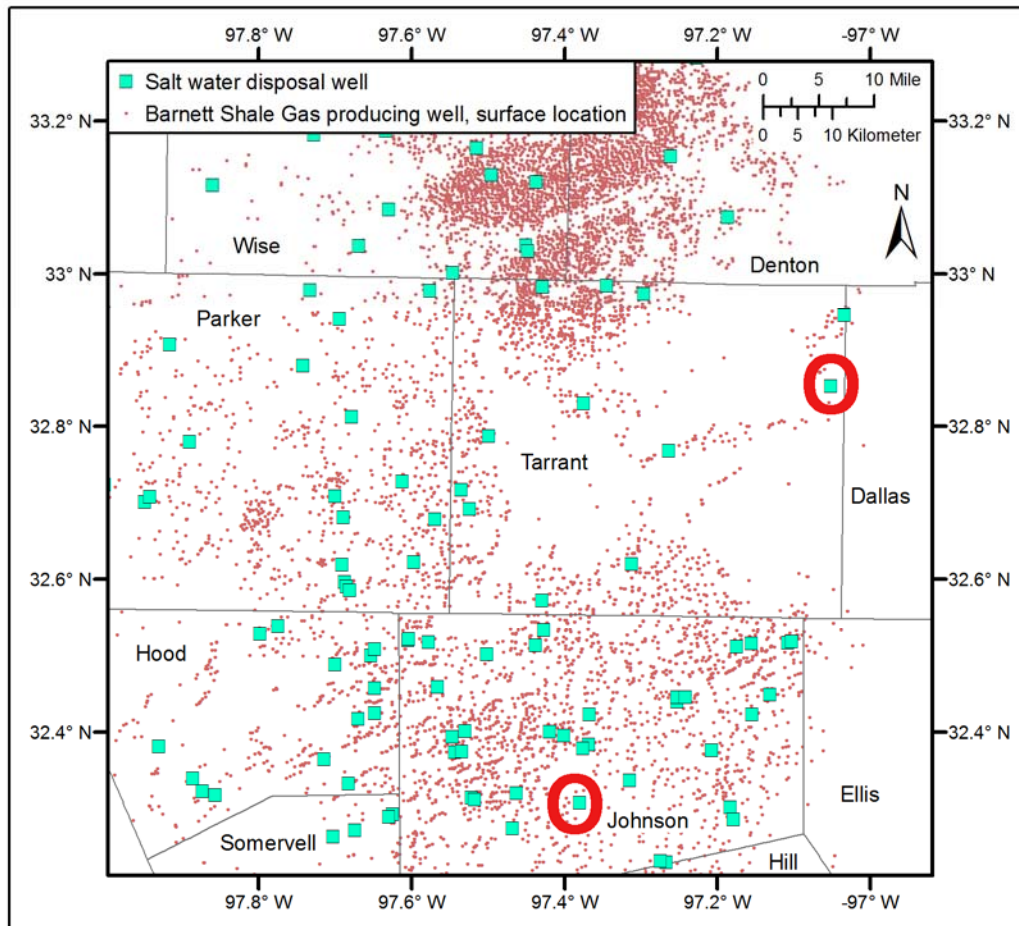 97.8° W 97.6° W 97.4° W 97.2° W -97° W
Salt water disposal well
Barnett Shale Gas producing well, surface location
0 5 10 Mile
0 5 10 Kilometer
33.2° N 33.2° N
N
Wise Denton
33° N 33° N
Parker
32.8° N 32.8° N
Tarrant
Dallas
32.6° N 32.6° N
Hood
32.4° N 32.4° N
Ellis
Johnson
Somervell
Hill
97.8° W 97.6° W 97.4° W 97.2° W -97° W